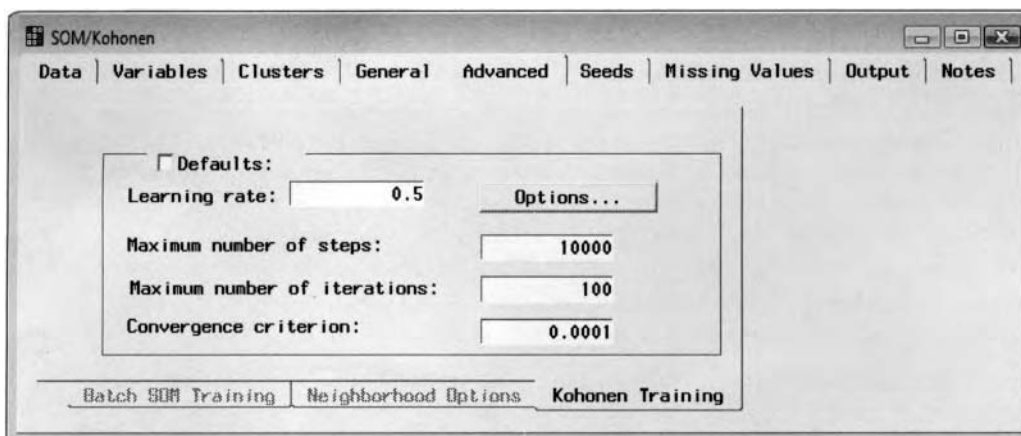 SOM/Kohonen
Data Variables Clusters General Advanced Seeds Missing Values Output Notes
Defaults:
Learning rate: 0.5 Options...
Maximum number of steps: 10000
Maximum number of iterations: 100
Convergence criterion: 0.0001
Batch SOM Training Neighborhood Options Kohonen Training